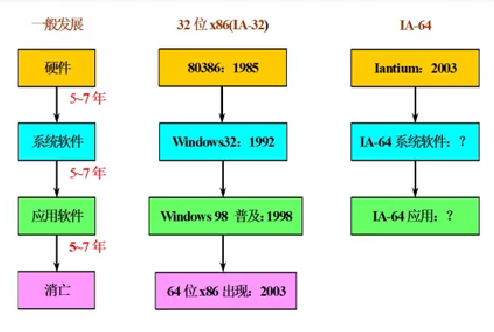 一般发展
32 位 x86(IA-32)
IA-64
硬件
80386：1985
Iantium：2003
5~7 年
系统软件
Windows32：1992
IA-64 系统软件：？
5~7 年
应用软件
Windows 98 普及：1998
IA-64 应用：？
5~7 年
消亡
64 位 x86 出现：2003